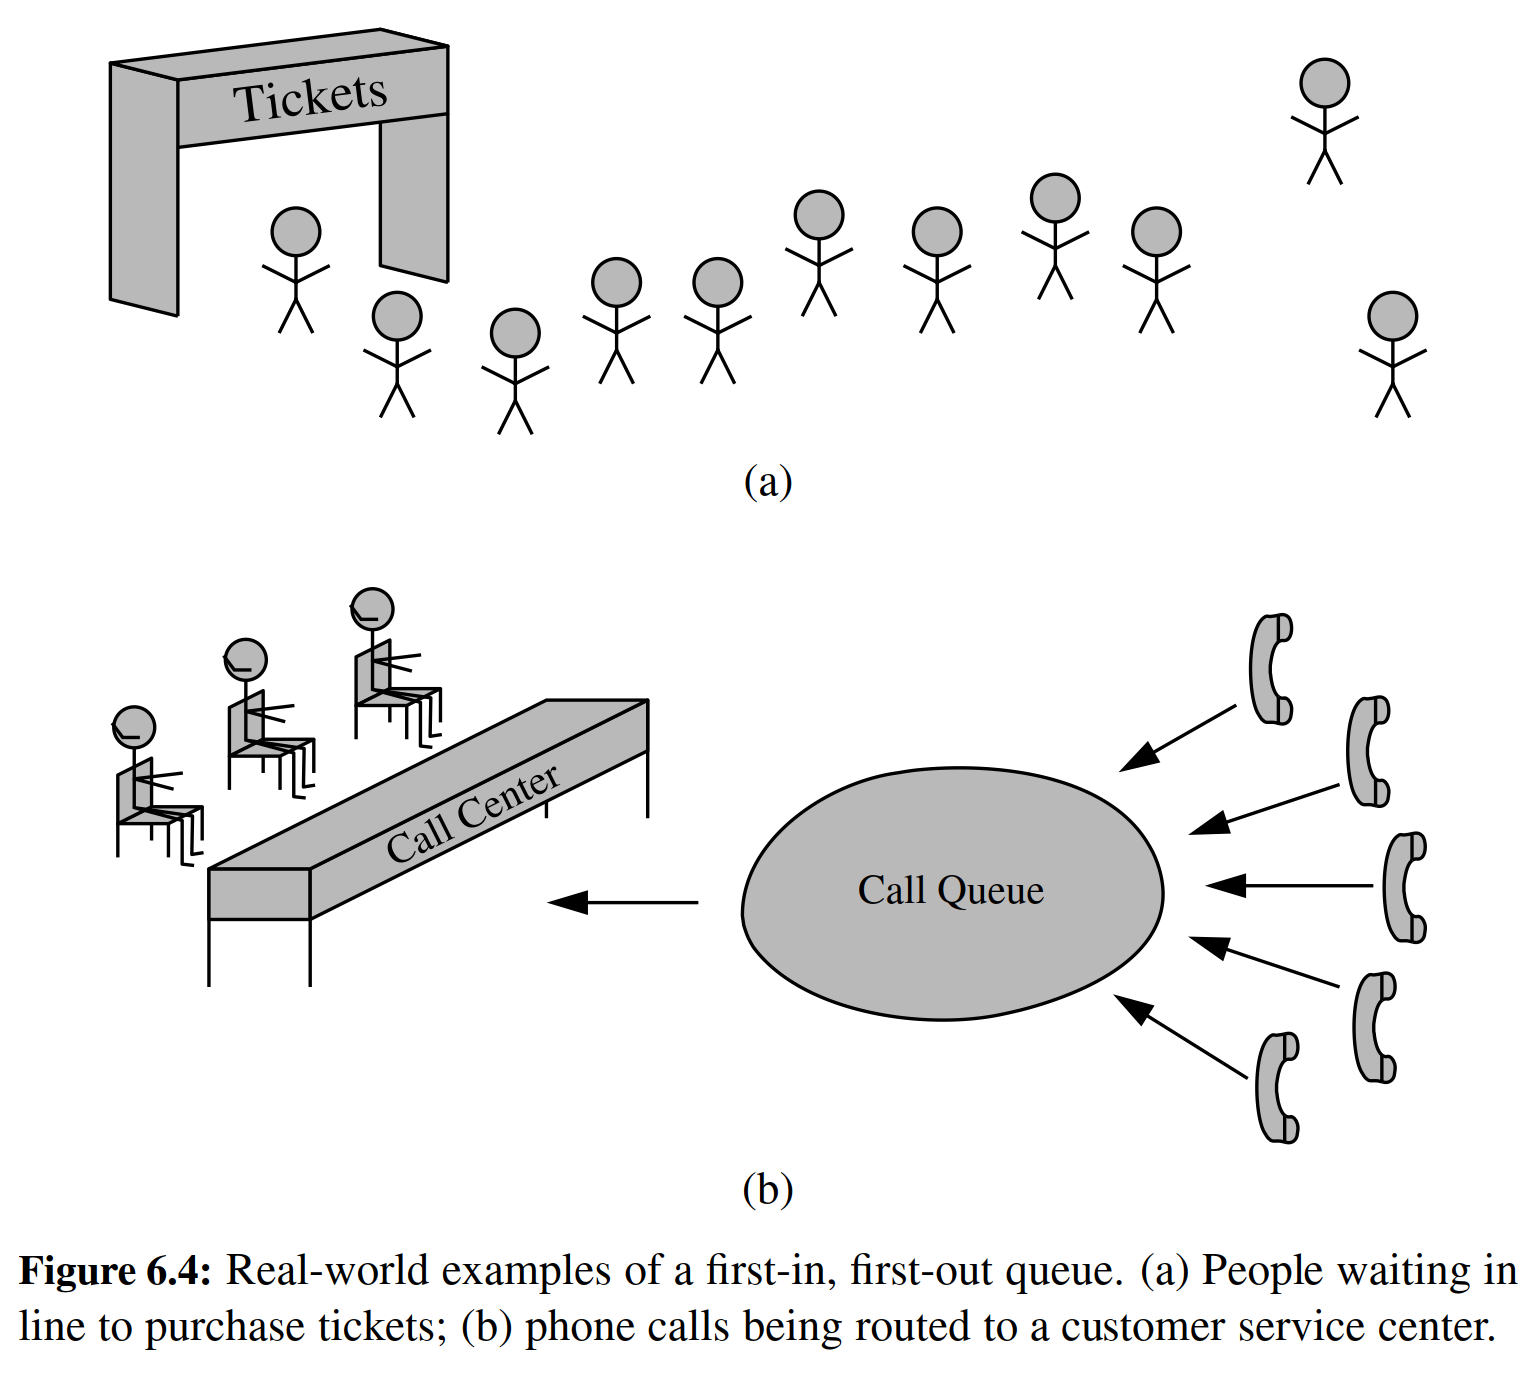 Tickets
(a)
Call Center
Call Queue
(b)
Figure 6.4: Real-world examples of a first-in, first-out queue. (a) People waiting in
line to purchase tickets; (b) phone calls being routed to a customer service center.